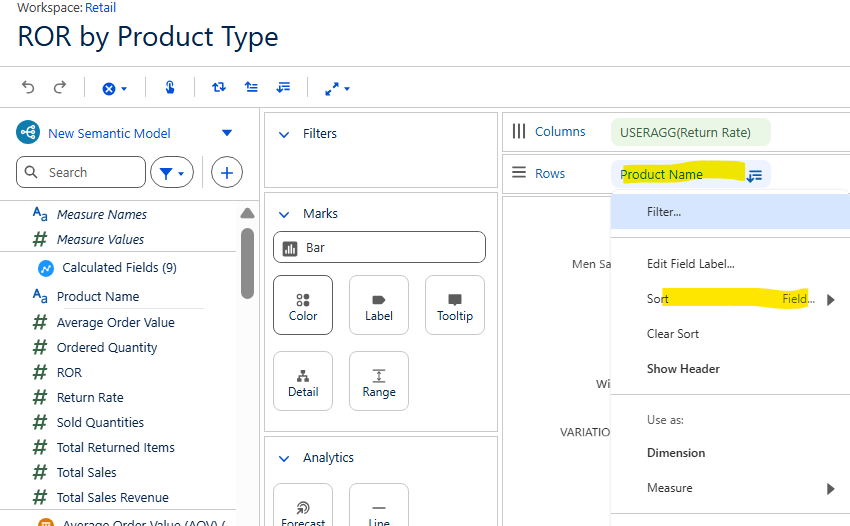 Workspace: Retail
ROR by Product Type
New Semantic Model
Search
Measure Names
Measure Values
Calculated Fields (9)
Product Name
Average Order Value
Ordered Quantity
ROR
Return Rate
Sold Quantities
Total Returned Items
Total Sales
Total Sales Revenue
Average Order Value (AOV) (
Filters
Marks
Bar
Color
Label
Tooltip
Detail
Range
Analytics
Forecast
Line
Columns
USERAGG(Return Rate)
Rows
Product Name
Men Sa
Wi
VARIATIO
Filter...
Edit Field Label...
Sort Field...
Clear Sort
Show Header
Use as:
Dimension
Measure